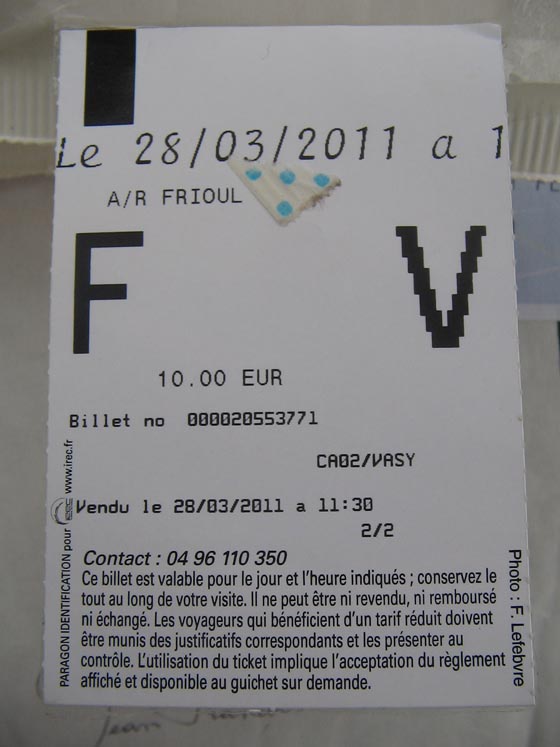 Le 28/03/2011 a 1
A/R FRIOUL
F V
10.00 EUR
Billet no 000020553771
CA02/VASY
Vendu le 28/03/2011 a 11:30
2/2
Contact : 04 96 110 350
Ce billet est valable pour le jour et l'heure indiqués ; conservez le
tout au long de votre visite. Il ne peut être ni revendu, ni remboursé
ni échangé. Les voyageurs qui bénéficient d'un tarif réduit doivent
être munis des justificatifs correspondants et les présenter au
contrôle. L'utilisation du ticket implique l'acceptation du règlement
affiché et disponible au guichet sur demande.
PARAGON IDENTIFICATION pour irec www.irec.fr
Photo : F. Lefebvre
Jean